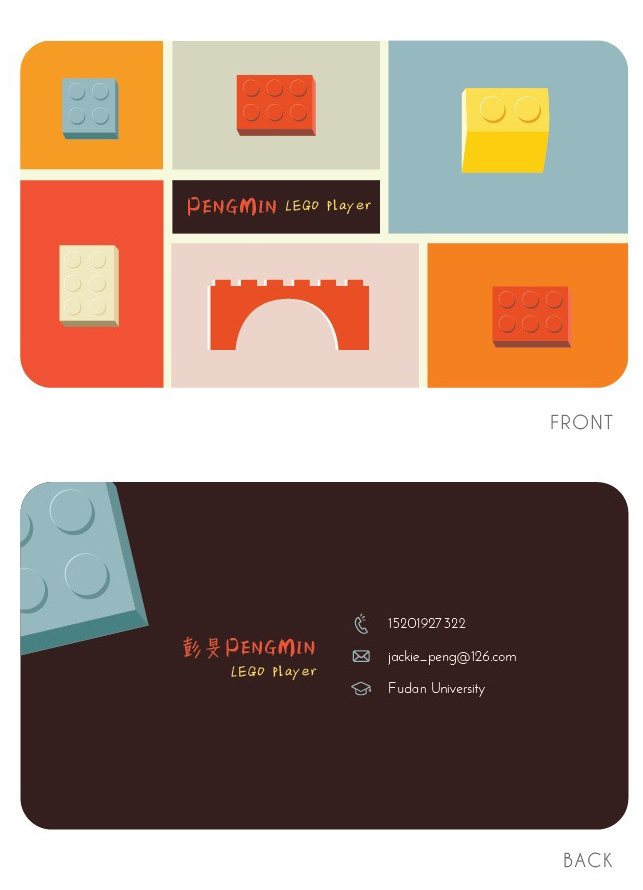 PENGMIN LEGO Player
FRONT
彭旻PENGMIN
LEGO Player
15201927322
jackie_peng@126.com
Fudan University
BACK